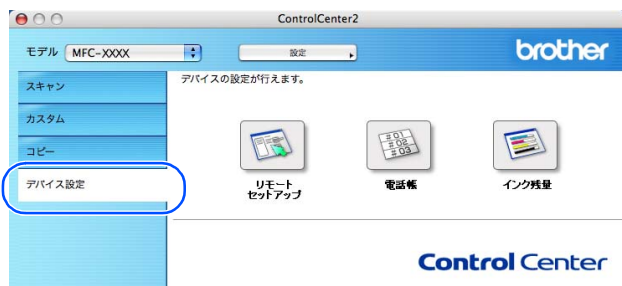 ControlCenter2
モデル MFC-XXXX 設定 brother
スキャン
カスタム
コピー
デバイス設定
デバイスの設定が行えます。
#01
#02
#03
リモート
セットアップ
電話帳
インク残量
Control Center